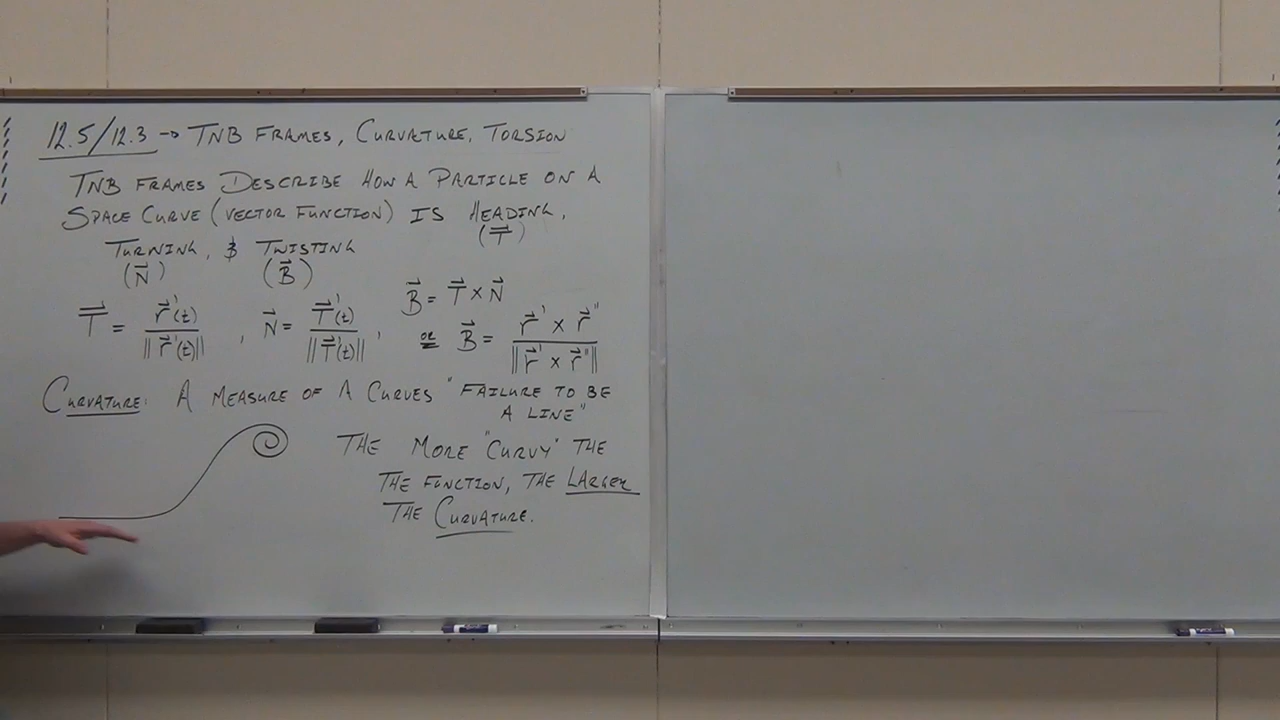 12.5/12.3 → TNB FRAMES, CURVATURE, TORSION
TNB FRAMES DESCRIBE HOW A PARTICLE ON A
SPACE CURVE (VECTOR FUNCTION) IS HEADING,
(T⃗)
TURNING, & TWISTING
(N⃗) (B⃗)
B⃗ = T⃗ × N⃗
T⃗ = r⃗'(t) / ||r⃗'(t)||, N⃗ = T⃗'(t) / ||T⃗'(t)||, OR B⃗ = r⃗' × r⃗'' / ||r⃗' × r⃗''||
CURVATURE: A MEASURE OF A CURVES "FAILURE TO BE
A LINE"
THE MORE "CURVY" THE
THE FUNCTION, THE LARGER
THE CURVATURE.